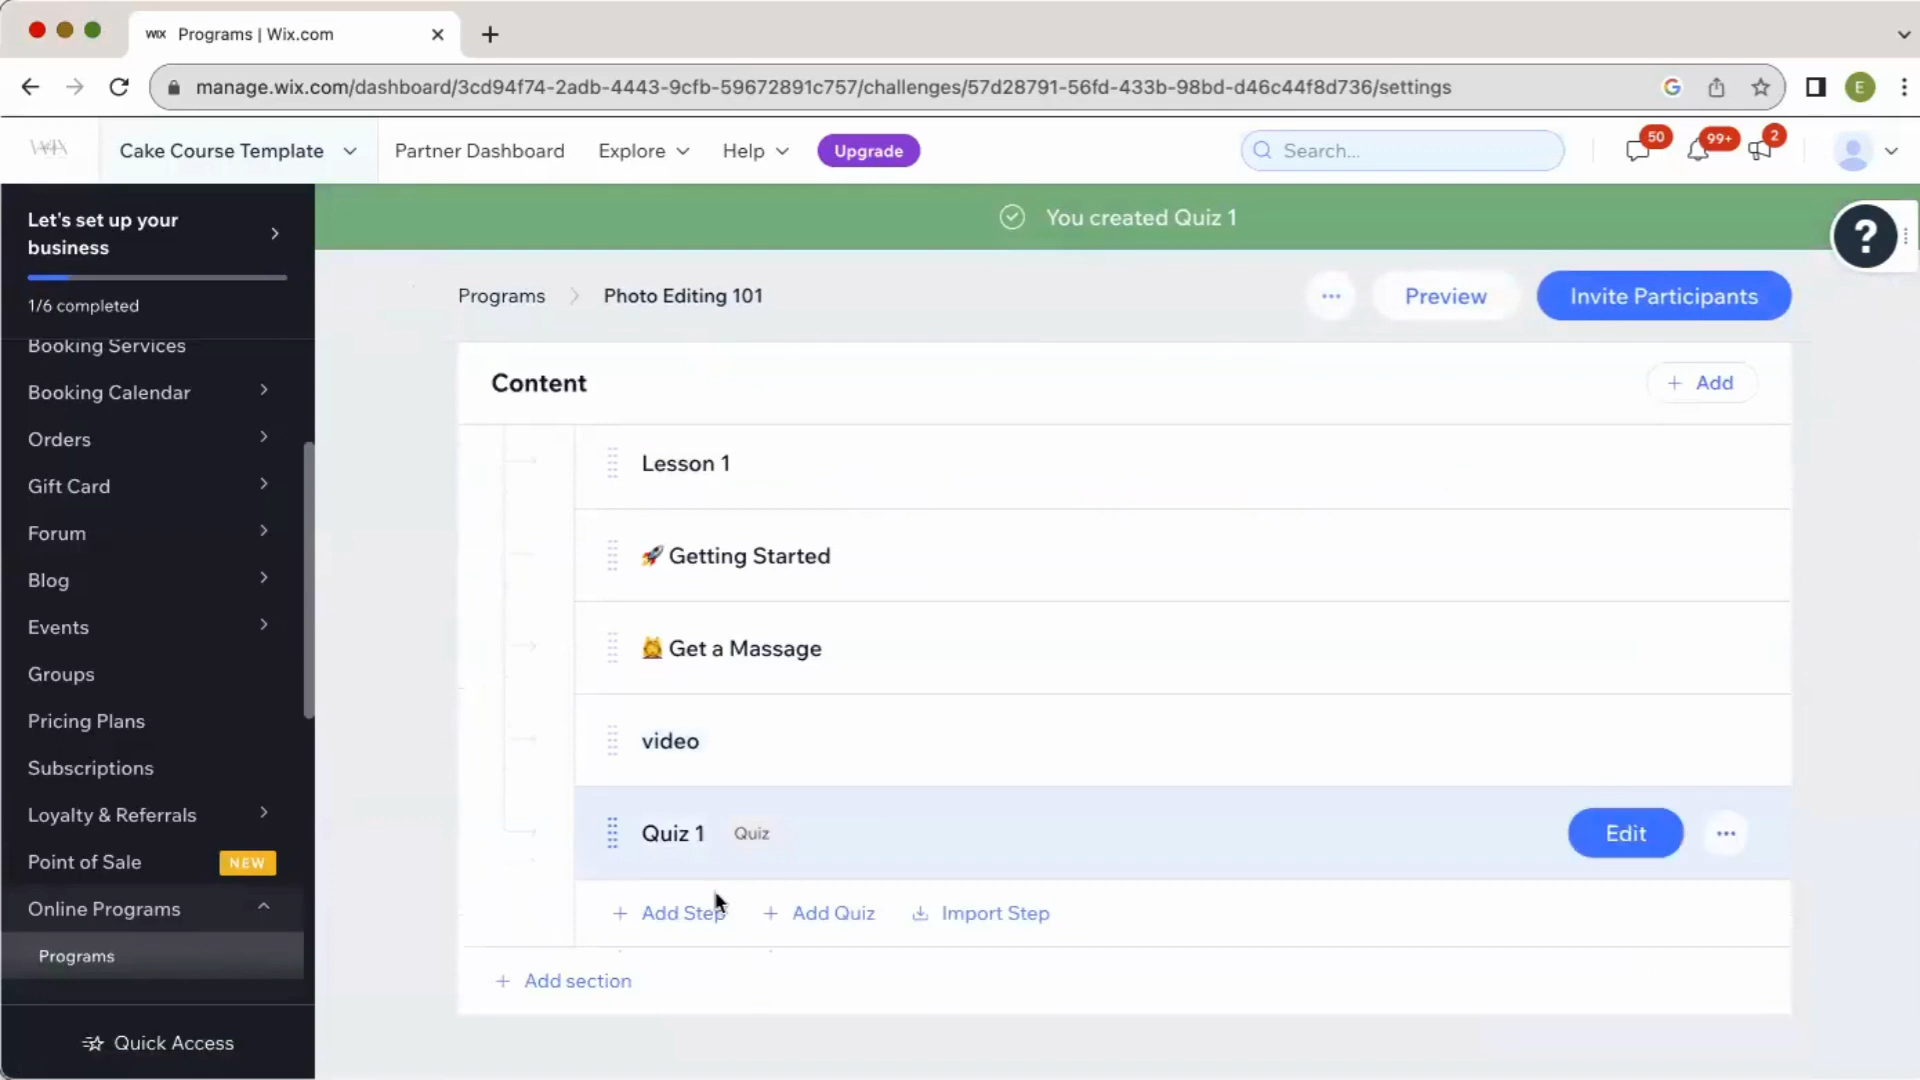 WIX Programs | Wix.com
manage.wix.com/dashboard/3cd94f74-2adb-4443-9cfb-59672891c757/challenges/57d28791-56fd-433b-98bd-d46c44f8d736/settings
G
E
WIX
Cake Course Template
Partner Dashboard
Explore
Help
Upgrade
Search...
50
99+
2
Let's set up your
business
1/6 completed
Booking Services
Booking Calendar
Orders
Gift Card
Forum
Blog
Events
Groups
Pricing Plans
Subscriptions
Loyalty & Referrals
Point of Sale NEW
Online Programs
Programs
Quick Access
You created Quiz 1
?
Programs > Photo Editing 101
Preview
Invite Participants
Content
+ Add
Lesson 1
🚀 Getting Started
💆 Get a Massage
video
Quiz 1 Quiz
Edit
+ Add Step + Add Quiz Import Step
+ Add section